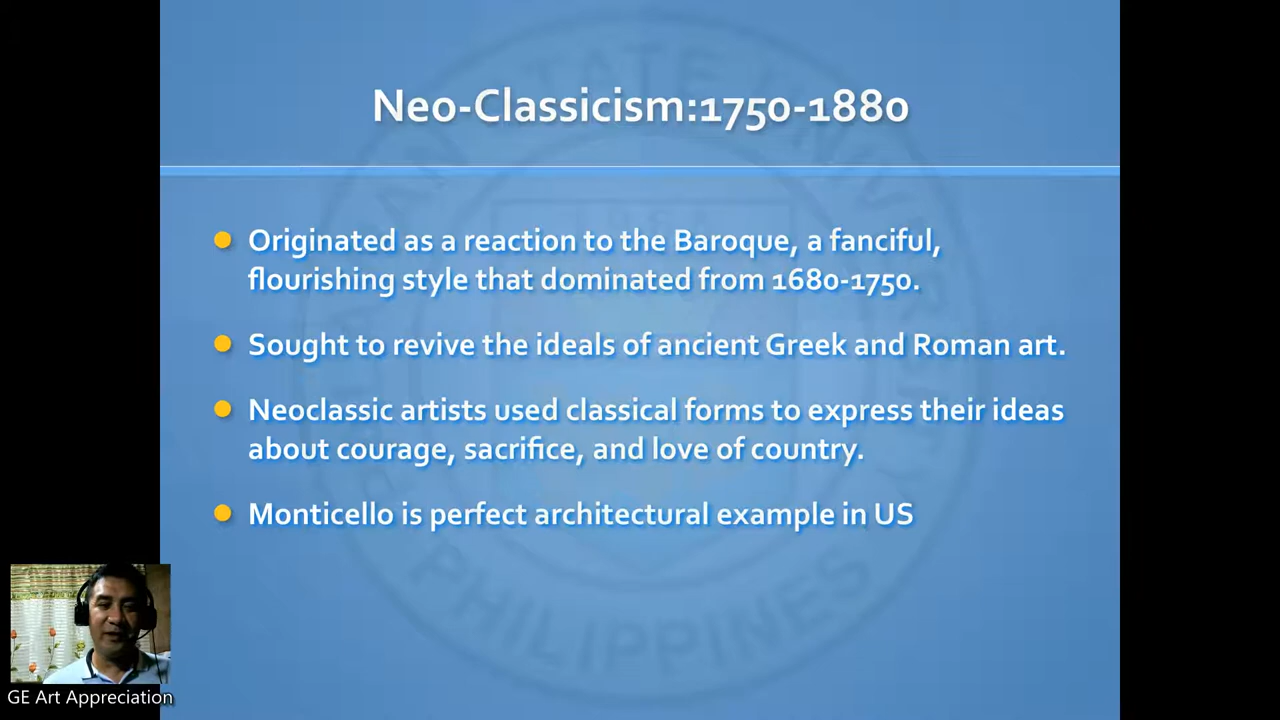 Neo-Classicism:1750-1880
Originated as a reaction to the Baroque, a fanciful,
flourishing style that dominated from 1680-1750.
Sought to revive the ideals of ancient Greek and Roman art.
Neoclassic artists used classical forms to express their ideas
about courage, sacrifice, and love of country.
Monticello is perfect architectural example in US
PHILIPPINES
GE Art Appreciation